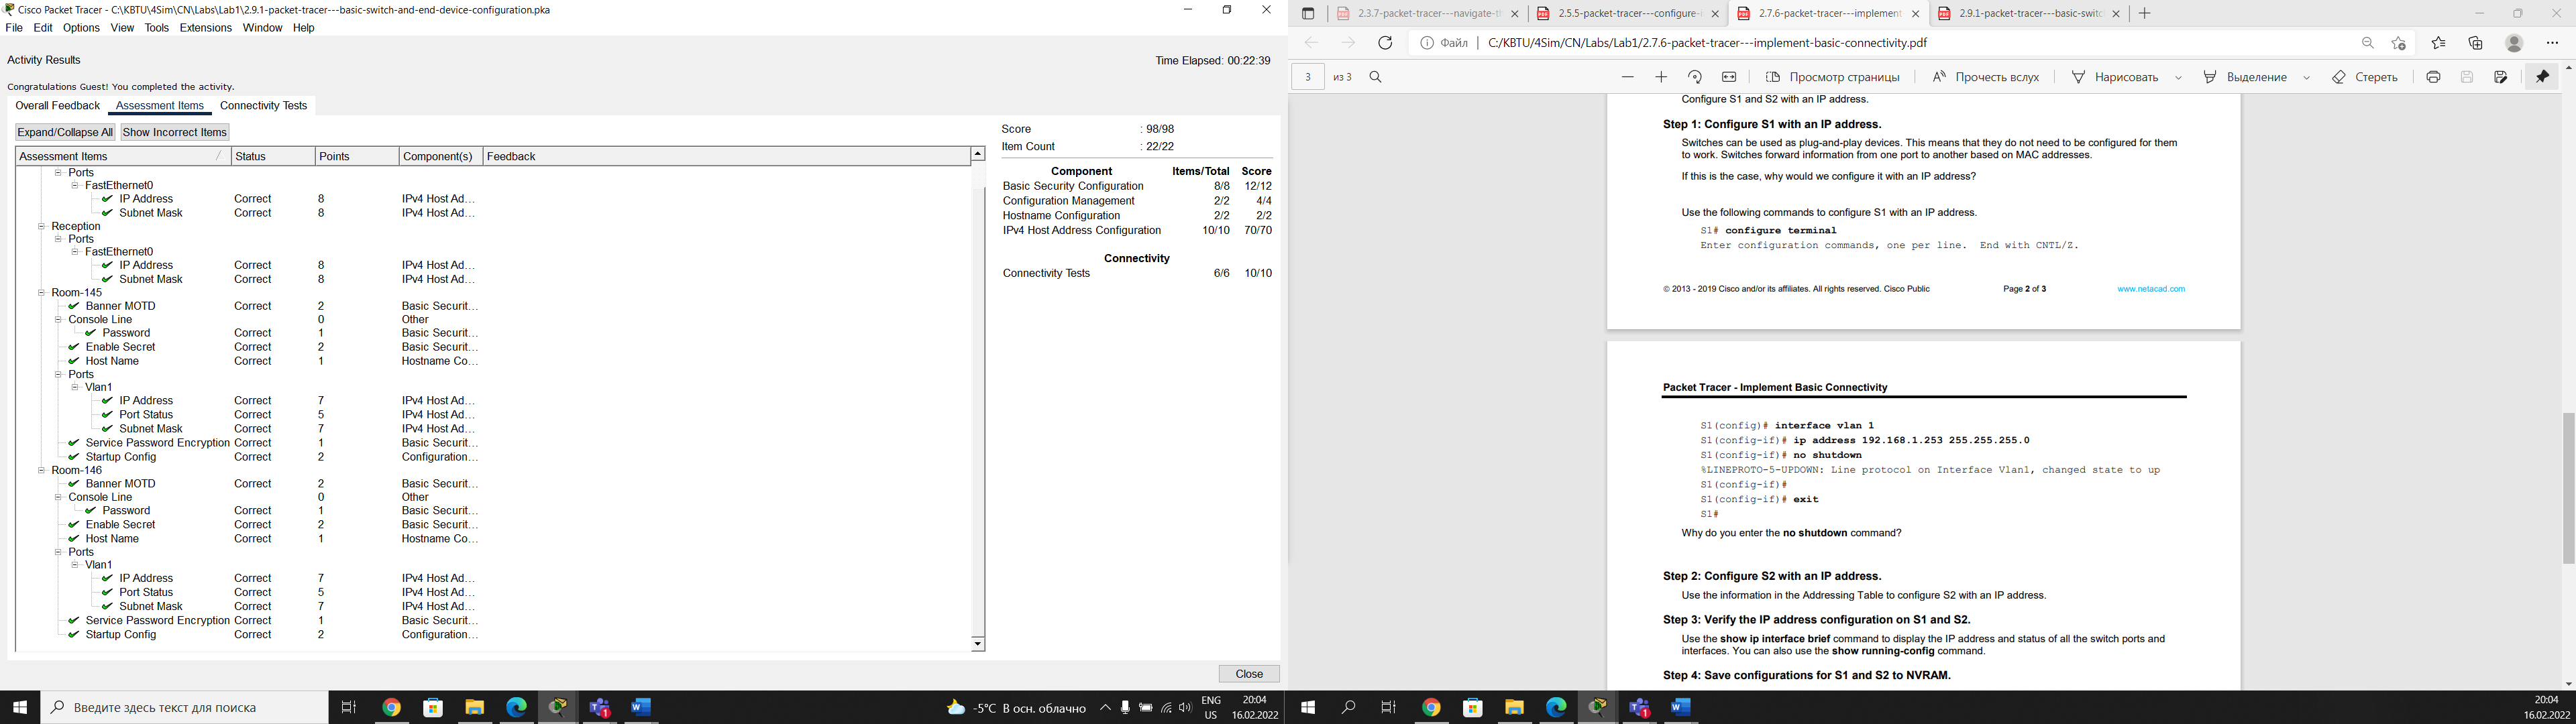 Cisco Packet Tracer - C:\KBTU\4Sim\CN\Labs\Lab1\2.9.1-packet-tracer---basic-switch-and-end-device-configuration.pka
File Edit Options View Tools Extensions Window Help
Activity Results
Time Elapsed: 00:22:39
Congratulations Guest! You completed the activity.
Overall Feedback Assessment Items Connectivity Tests
Expand/Collapse All Show Incorrect Items
Assessment Items Status Points Component(s) Feedback
Ports
FastEthernet0
IP Address Correct 8 IPv4 Host Ad...
Subnet Mask Correct 8 IPv4 Host Ad...
Reception
Ports
FastEthernet0
IP Address Correct 8 IPv4 Host Ad...
Subnet Mask Correct 8 IPv4 Host Ad...
Room-145
Banner MOTD Correct 2 Basic Securit...
Console Line 0 Other
Password Correct 1 Basic Securit...
Enable Secret Correct 2 Basic Securit...
Host Name Correct 1 Hostname Co...
Ports
Vlan1
IP Address Correct 7 IPv4 Host Ad...
Port Status Correct 5 IPv4 Host Ad...
Subnet Mask Correct 7 IPv4 Host Ad...
Service Password Encryption Correct 1 Basic Securit...
Startup Config Correct 2 Configuration...
Room-146
Banner MOTD Correct 2 Basic Securit...
Console Line 0 Other
Password Correct 1 Basic Securit...
Enable Secret Correct 2 Basic Securit...
Host Name Correct 1 Hostname Co...
Ports
Vlan1
IP Address Correct 7 IPv4 Host Ad...
Port Status Correct 5 IPv4 Host Ad...
Subnet Mask Correct 7 IPv4 Host Ad...
Service Password Encryption Correct 1 Basic Securit...
Startup Config Correct 2 Configuration...
Score : 98/98
Item Count : 22/22
Component Items/Total Score
Basic Security Configuration 8/8 12/12
Configuration Management 2/2 4/4
Hostname Configuration 2/2 2/2
IPv4 Host Address Configuration 10/10 70/70
Connectivity
Connectivity Tests 6/6 10/10
Close
Введите здесь текст для поиска
-5°C В осн. облачно
ENG
US
20:04
16.02.2022
2.3.7-packet-tracer---navigate-th
2.5.5-packet-tracer---configure-i
2.7.6-packet-tracer---implement
2.9.1-packet-tracer---basic-switc
Файл C:/KBTU/4Sim/CN/Labs/Lab1/2.7.6-packet-tracer---implement-basic-connectivity.pdf
3 из 3
Просмотр страницы Прочесть вслух Нарисовать Выделение Стереть
Configure S1 and S2 with an IP address.
Step 1: Configure S1 with an IP address.
Switches can be used as plug-and-play devices. This means that they do not need to be configured for them
to work. Switches forward information from one port to another based on MAC addresses.
If this is the case, why would we configure it with an IP address?
Use the following commands to configure S1 with an IP address.
S1# configure terminal
Enter configuration commands, one per line. End with CNTL/Z.
© 2013 - 2019 Cisco and/or its affiliates. All rights reserved. Cisco Public Page 2 of 3 www.netacad.com
Packet Tracer - Implement Basic Connectivity
S1(config)# interface vlan 1
S1(config-if)# ip address 192.168.1.253 255.255.255.0
S1(config-if)# no shutdown
%LINEPROTO-5-UPDOWN: Line protocol on Interface Vlan1, changed state to up
S1(config-if)#
S1(config-if)# exit
S1#
Why do you enter the no shutdown command?
Step 2: Configure S2 with an IP address.
Use the information in the Addressing Table to configure S2 with an IP address.
Step 3: Verify the IP address configuration on S1 and S2.
Use the show ip interface brief command to display the IP address and status of all the switch ports and
interfaces. You can also use the show running-config command.
Step 4: Save configurations for S1 and S2 to NVRAM.
20:04
16.02.2022